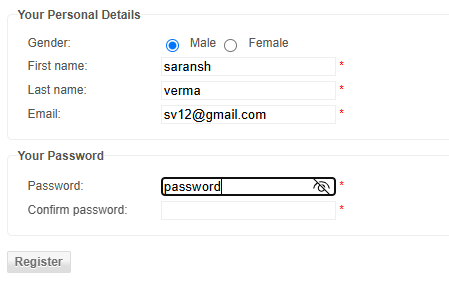 Your Personal Details
Gender: Male Female
First name: saransh *
Last name: verma *
Email: sv12@gmail.com *
Your Password
Password: password *
Confirm password: *
Register